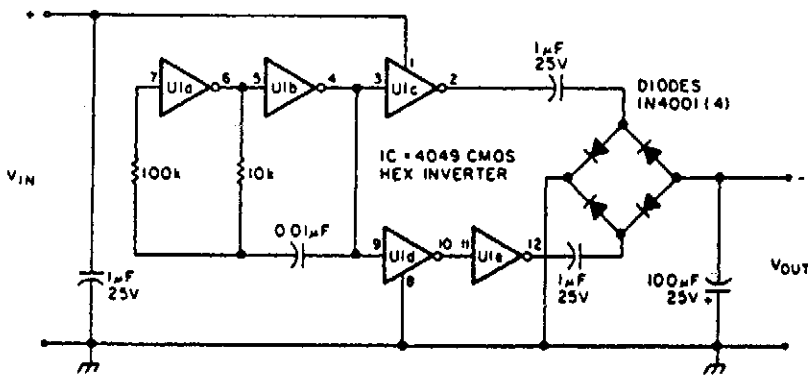 +
1
1µF
25V
7
U1a
6
5
U1b
4
3
U1c
2
DIODES
1N4001(4)
100k
10k
IC = 4049 CMOS
HEX INVERTER
VIN
-
0.01µF
9
U1d
10
11
U1e
12
8
1µF
25V
1µF
25V
100µF
25V
+
VOUT